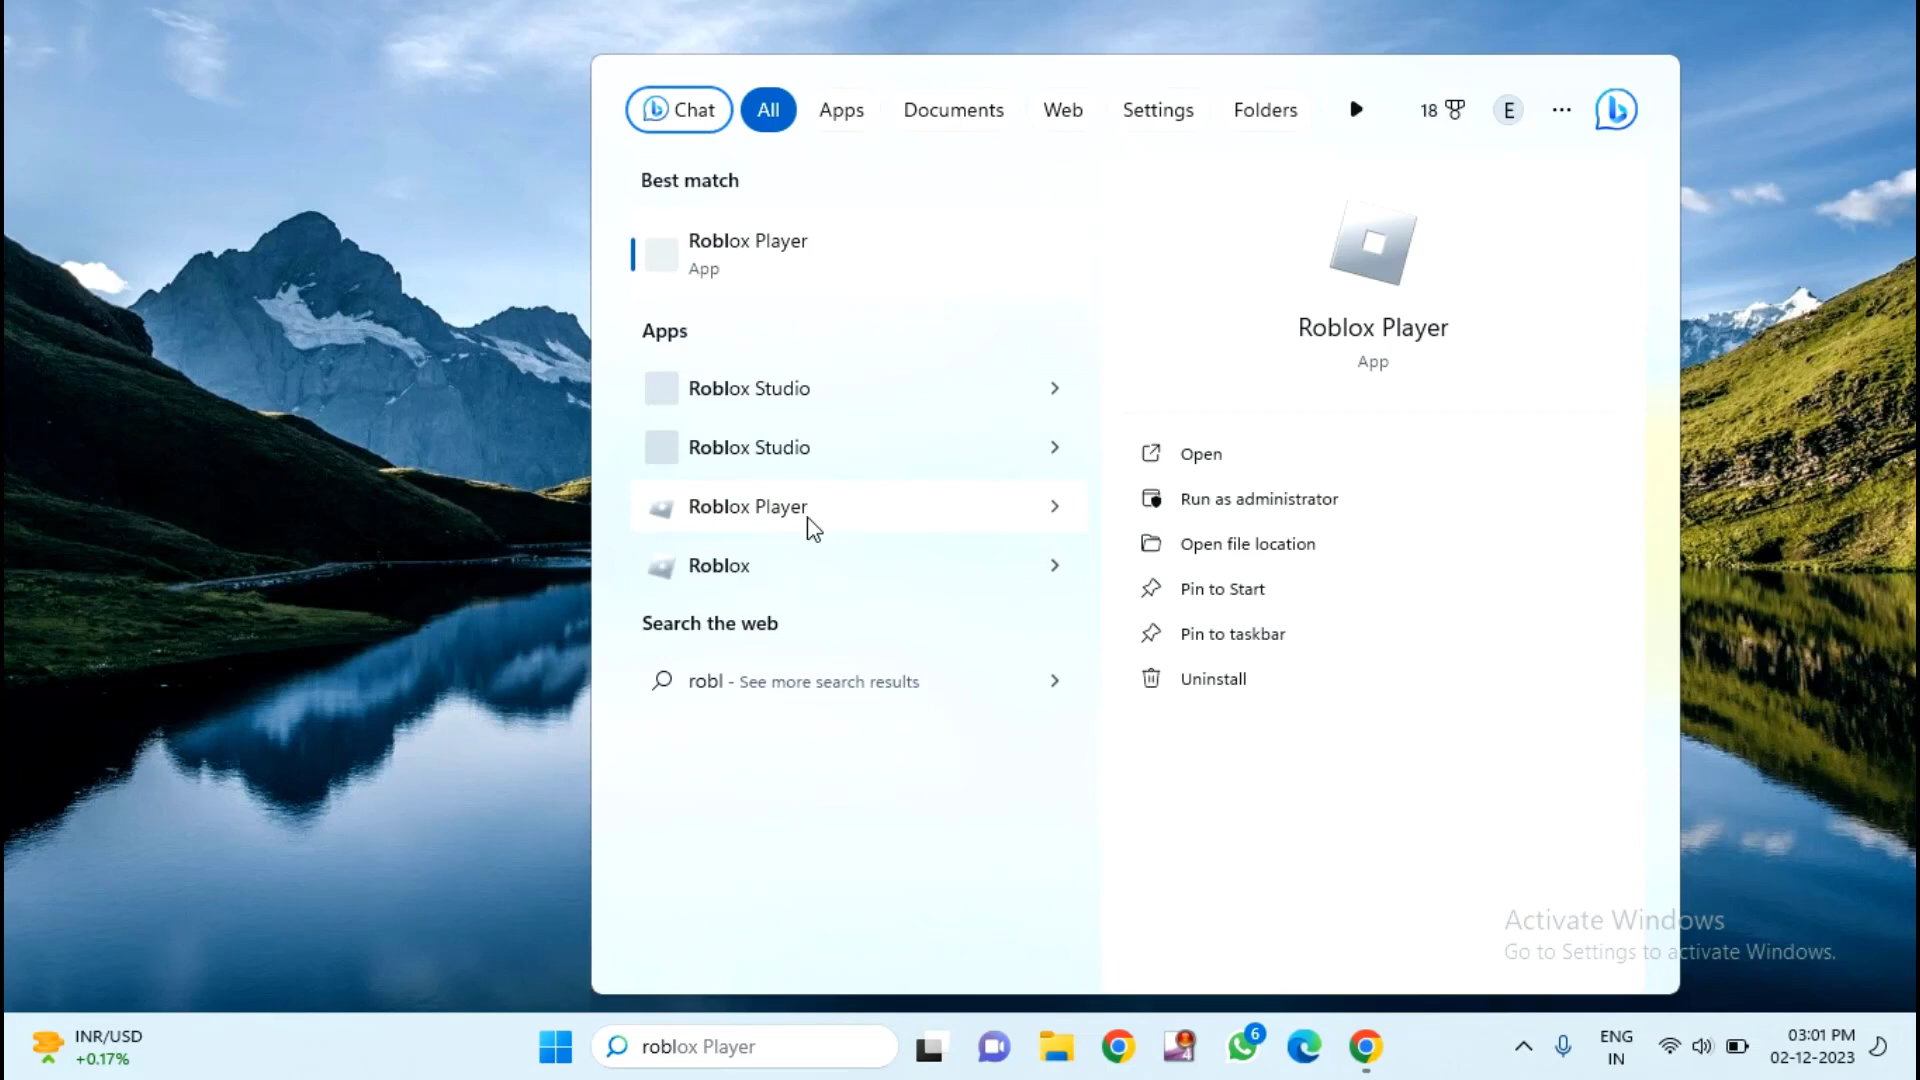 Chat
All
Apps
Documents
Web
Settings
Folders
18
E
Best match
Roblox Player
App
Apps
Roblox Studio
Roblox Studio
Roblox Player
Roblox
Search the web
robl - See more search results
Roblox Player
App
Open
Run as administrator
Open file location
Pin to Start
Pin to taskbar
Uninstall
Activate Windows
Go to Settings to activate Windows.
INR/USD
+0.17%
roblox Player
4
6
ENG
IN
03:01 PM
02-12-2023